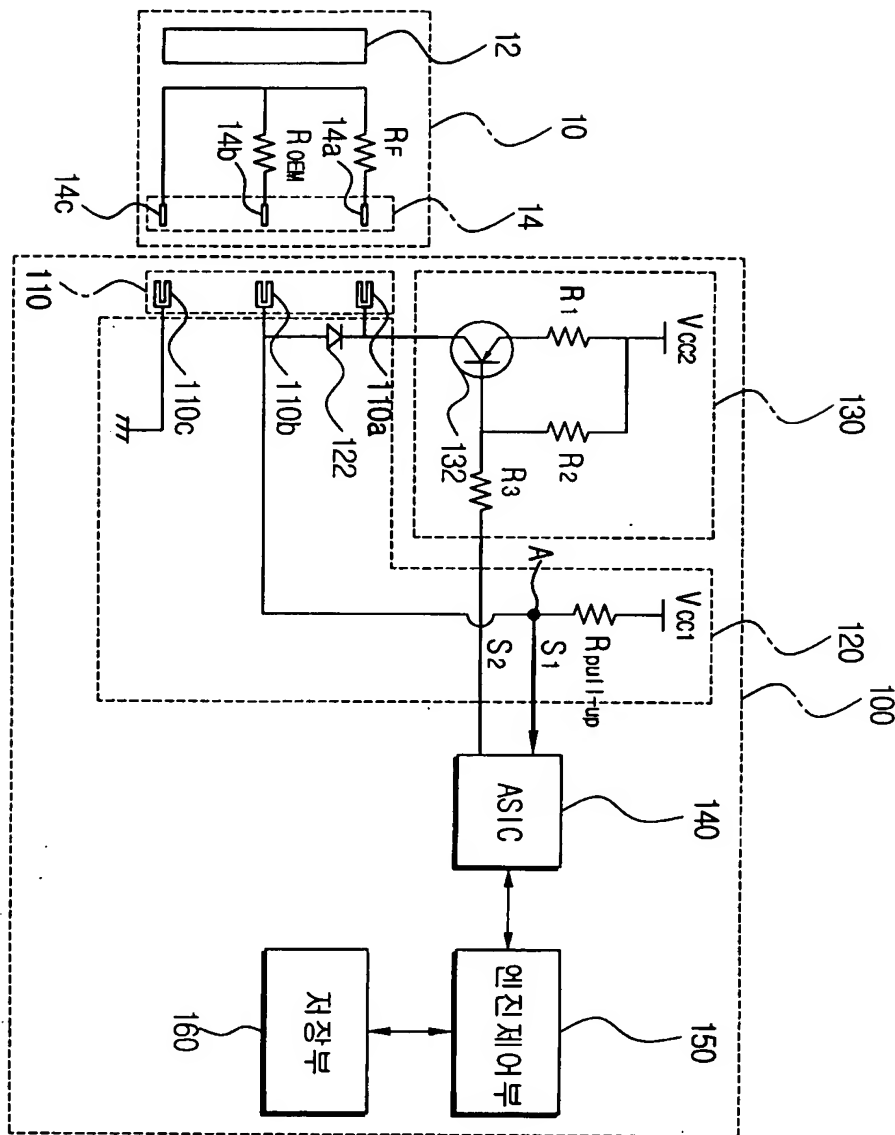 100
120
130
VCC1
VCC2
Rpull-up
R1
R2
A
S1
S2
R3
132
140
ASIC
150
엔진제어부
160
저장부
122
110a
110b
110c
110
10
12
RF
14a
ROEM
14b
14
14c